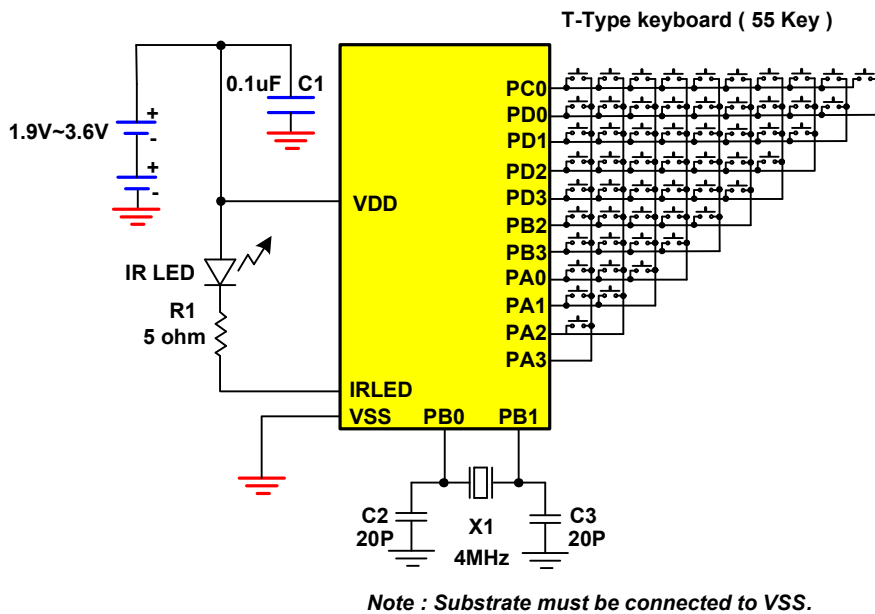 T-Type keyboard ( 55 Key )
0.1uF C1
1.9V~3.6V
+
-
+
-
PC0
PD0
PD1
PD2
PD3
PB2
PB3
PA0
PA1
PA2
PA3
VDD
IR LED
R1
5 ohm
IRLED
VSS PB0 PB1
C2
20P
X1
4MHz
C3
20P
Note : Substrate must be connected to VSS.